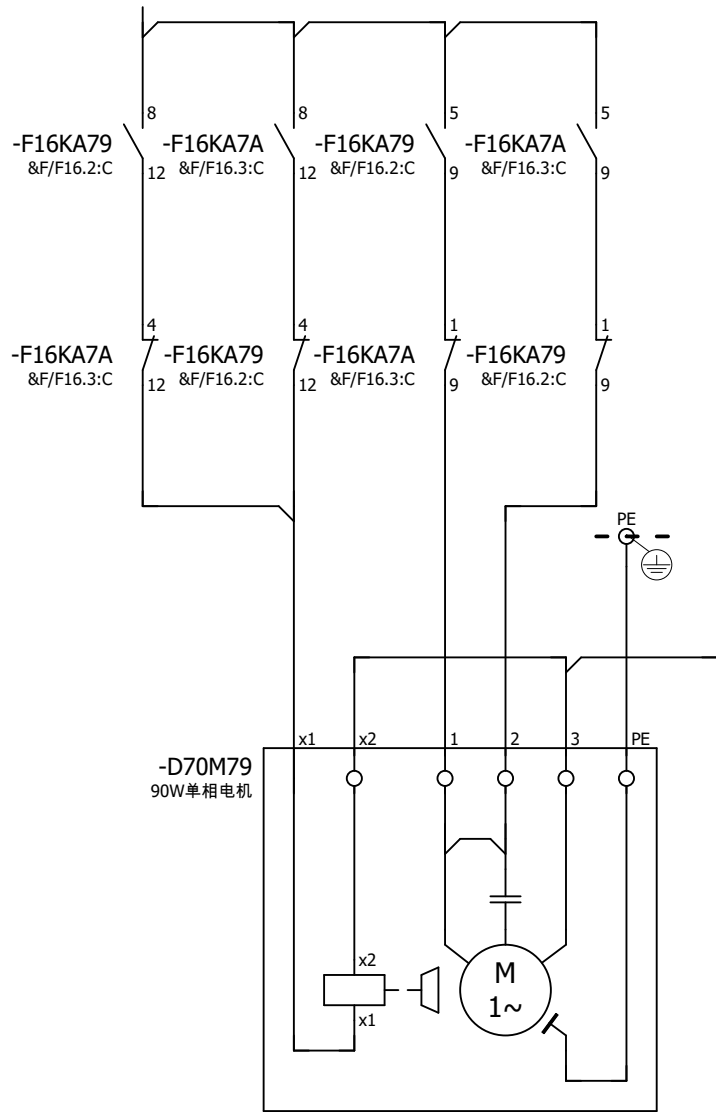 8 8 5 5
-F16KA79 -F16KA7A -F16KA79 -F16KA7A
&F/F16.2:C &F/F16.3:C &F/F16.2:C &F/F16.3:C
12 12 9 9
4 4 1 1
-F16KA7A -F16KA79 -F16KA7A -F16KA79
&F/F16.3:C &F/F16.2:C &F/F16.3:C &F/F16.2:C
12 12 9 9
PE
x1 x2 1 2 3 PE
-D70M79
90W单相电机
x2
M
1~
x1